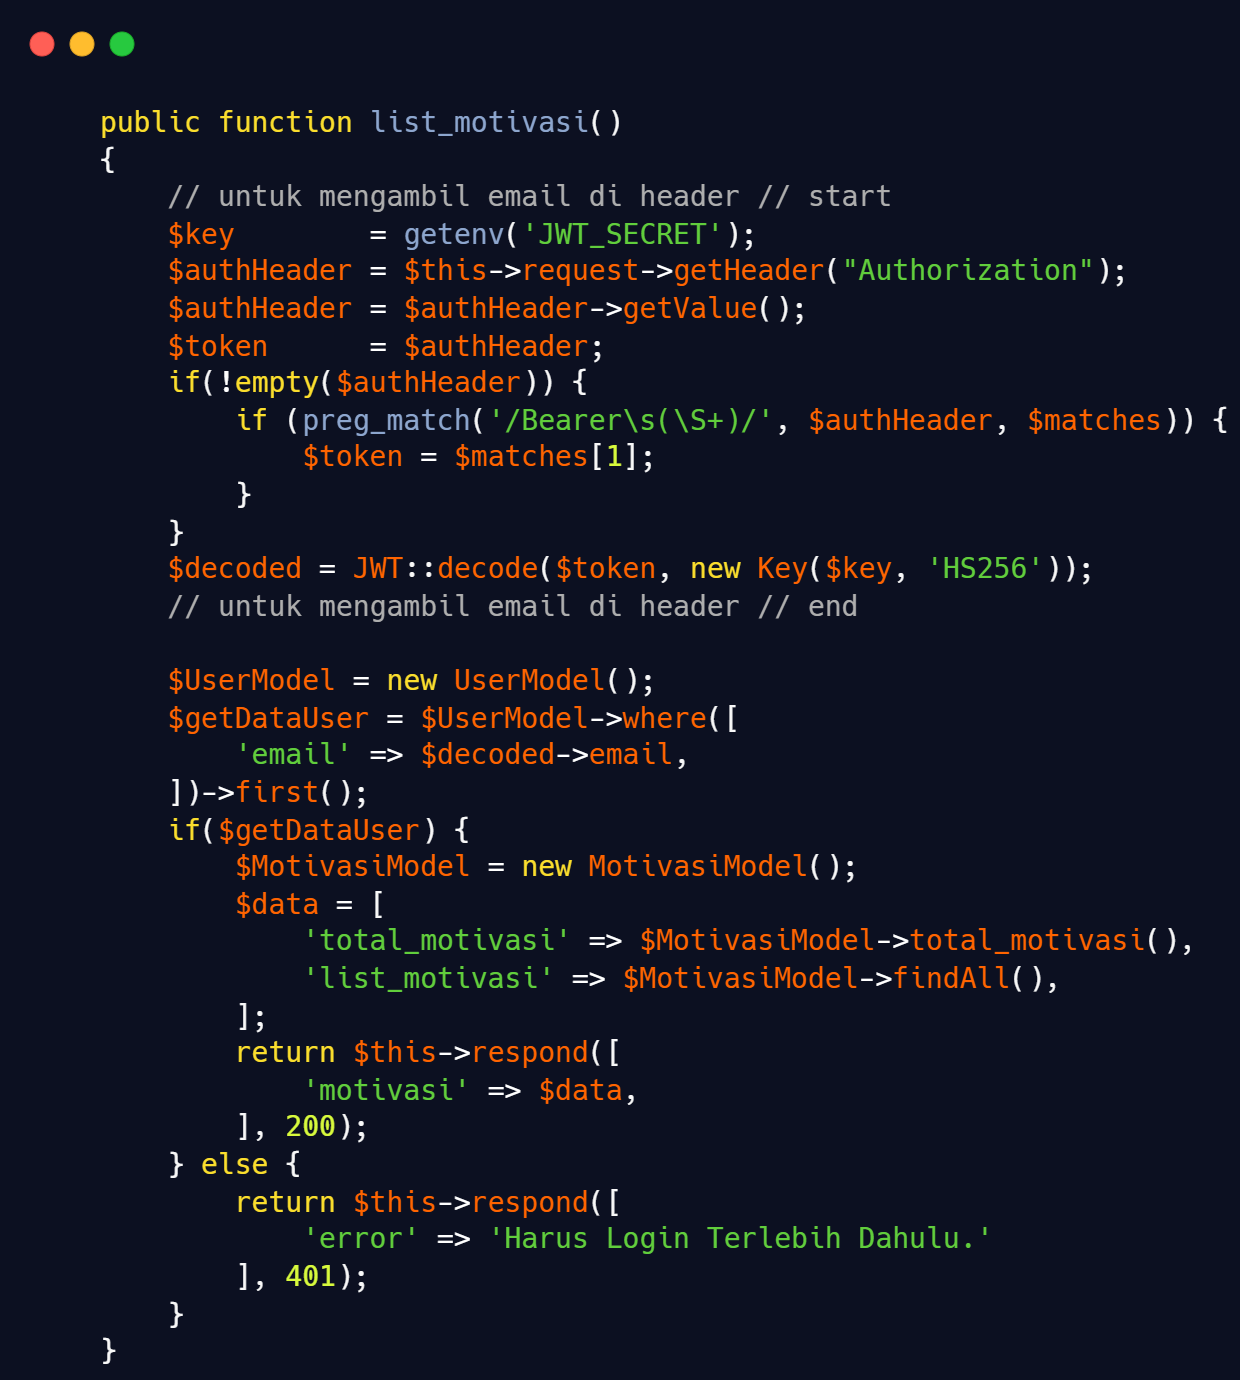 public function list_motivasi()
{
    // untuk mengambil email di header // start
    $key        = getenv('JWT_SECRET');
    $authHeader = $this->request->getHeader("Authorization");
    $authHeader = $authHeader->getValue();
    $token      = $authHeader;
    if(!empty($authHeader)) {
        if (preg_match('/Bearer\s(\S+)/', $authHeader, $matches)) {
            $token = $matches[1];
        }
    }
    $decoded = JWT::decode($token, new Key($key, 'HS256'));
    // untuk mengambil email di header // end

    $UserModel = new UserModel();
    $getDataUser = $UserModel->where([
        'email' => $decoded->email,
    ])->first();
    if($getDataUser) {
        $MotivasiModel = new MotivasiModel();
        $data = [
            'total_motivasi' => $MotivasiModel->total_motivasi(),
            'list_motivasi' => $MotivasiModel->findAll(),
        ];
        return $this->respond([
            'motivasi' => $data,
        ], 200);
    } else {
        return $this->respond([
            'error' => 'Harus Login Terlebih Dahulu.'
        ], 401);
    }
}